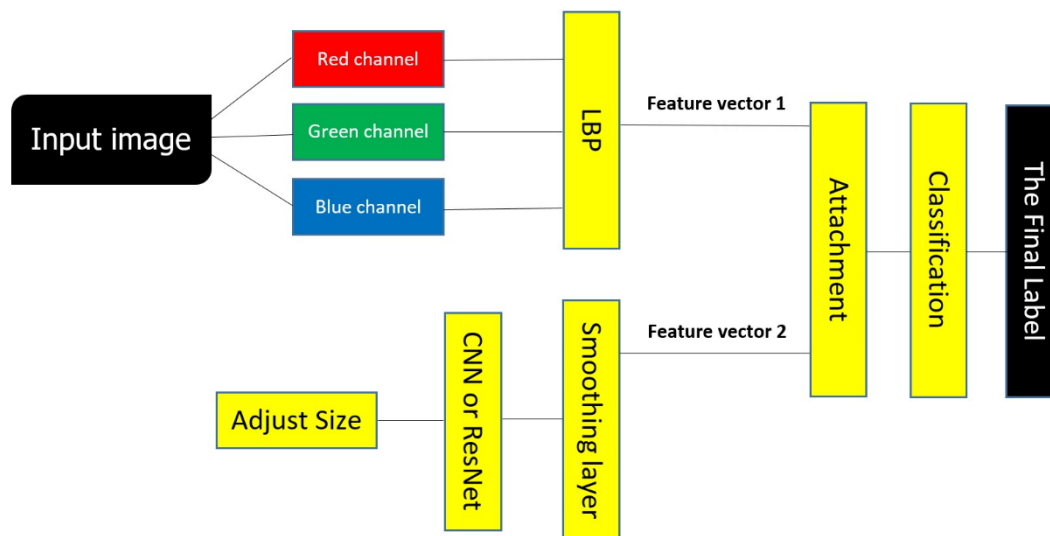 Input image
Red channel
Green channel
Blue channel
LBP
Feature vector 1
Adjust Size
CNN or ResNet
Smoothing layer
Feature vector 2
Attachment
Classification
The Final Label